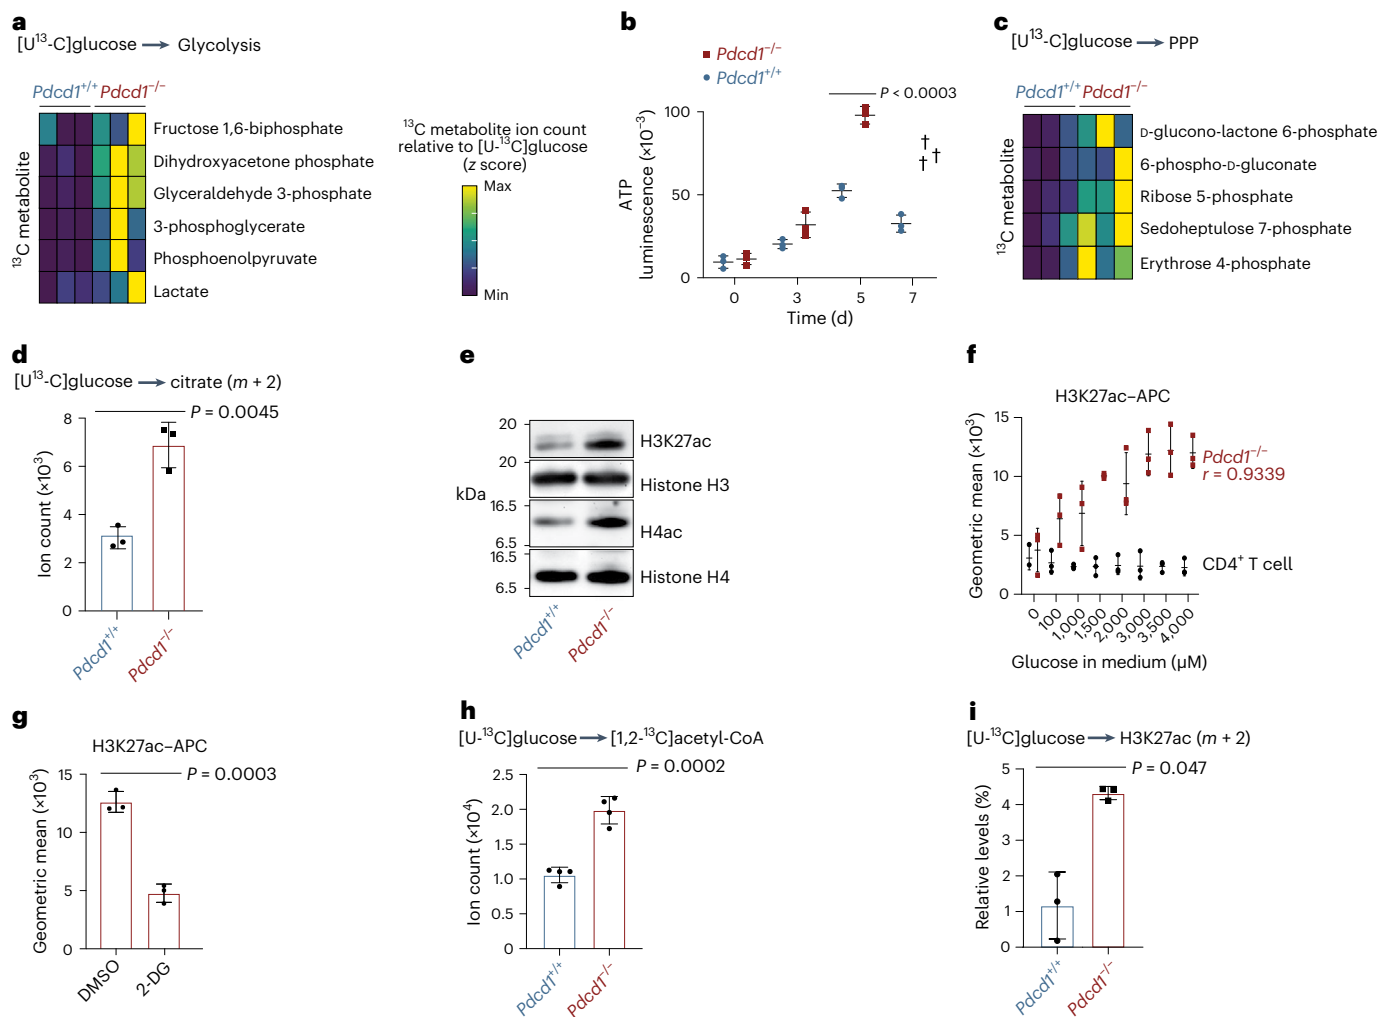 a
[U¹³-C]glucose → Glycolysis
Pdcd1⁺/⁺ Pdcd1⁻/⁻
¹³C metabolite
Fructose 1,6-biphosphate
Dihydroxyacetone phosphate
Glyceraldehyde 3-phosphate
3-phosphoglycerate
Phosphoenolpyruvate
Lactate
¹³C metabolite ion count
relative to [U-¹³C]glucose
(z score)
Max
Min
b
Pdcd1⁻/⁻
Pdcd1⁺/⁺
P < 0.0003
ATP
luminescence (×10⁻³)
100
50
0
† † †
0 3 5 7
Time (d)
c
[U¹³-C]glucose → PPP
Pdcd1⁺/⁺ Pdcd1⁻/⁻
¹³C metabolite
D-glucono-lactone 6-phosphate
6-phospho-D-gluconate
Ribose 5-phosphate
Sedoheptulose 7-phosphate
Erythrose 4-phosphate
d
[U¹³-C]glucose → citrate (m + 2)
P = 0.0045
Ion count (×10³)
8
6
4
2
0
Pdcd1⁺/⁺
Pdcd1⁻/⁻
e
kDa
20
H3K27ac
20
Histone H3
16.5
H4ac
6.5
16.5
Histone H4
6.5
Pdcd1⁺/⁺
Pdcd1⁻/⁻
f
H3K27ac–APC
Geometric mean (×10³)
15
10
5
0
Pdcd1⁻/⁻
r = 0.9339
CD4⁺ T cell
0 100 1,000 1,500 2,000 3,000 3,500 4,000
Glucose in medium (µM)
g
H3K27ac–APC
P = 0.0003
Geometric mean (×10³)
15
10
5
0
DMSO
2-DG
h
[U-¹³C]glucose → [1,2-¹³C]acetyl-CoA
P = 0.0002
Ion count (×10⁴)
2.5
2.0
1.5
1.0
0.5
0
Pdcd1⁺/⁺
Pdcd1⁻/⁻
i
[U-¹³C]glucose → H3K27ac (m + 2)
P = 0.047
Relative levels (%)
5
4
3
2
1
0
Pdcd1⁺/⁺
Pdcd1⁻/⁻